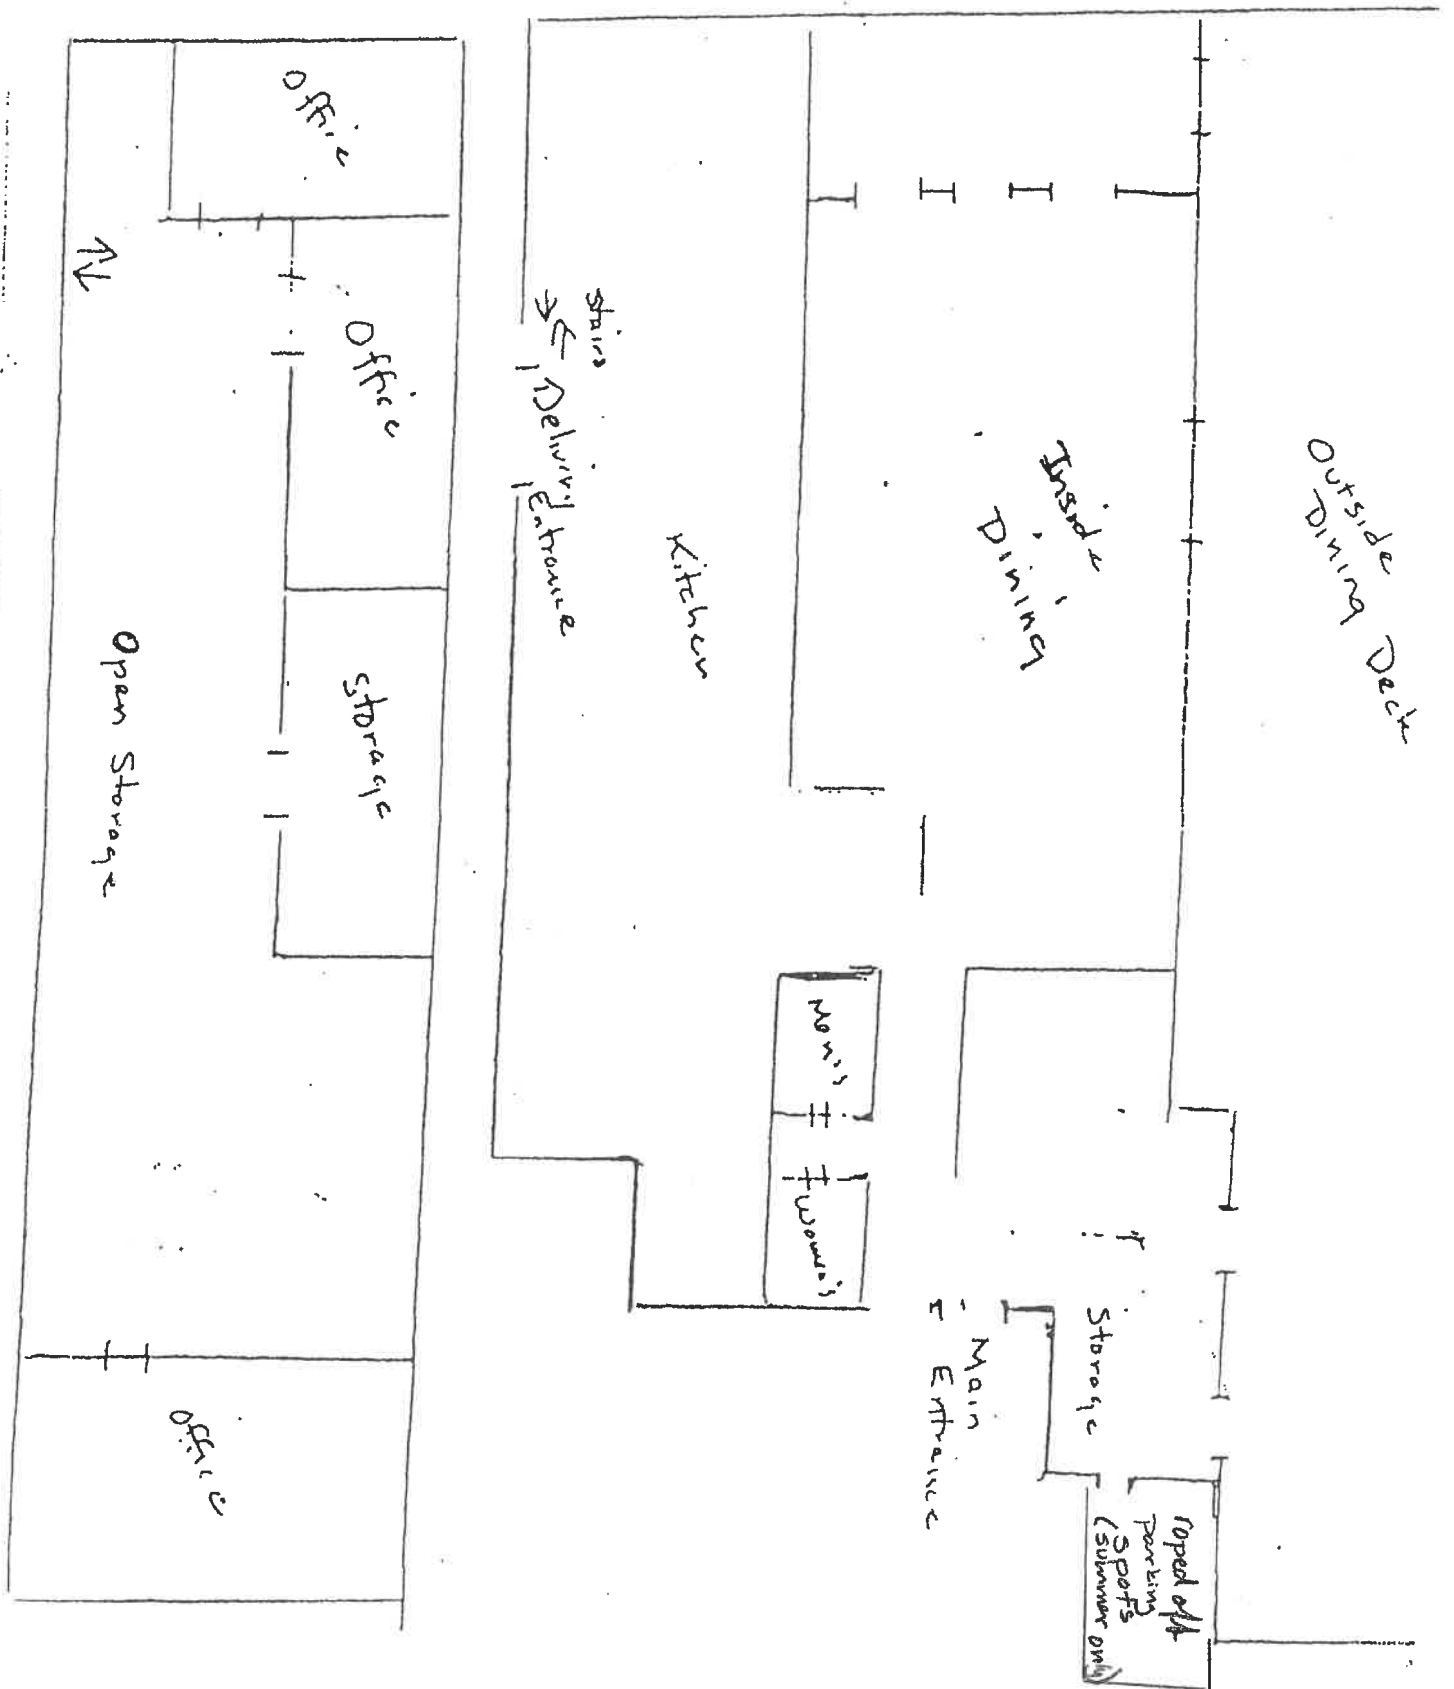 Outside
Dining Deck
Inside
Dining
Kitchen
stairs
Delivery
Entrance
Men's
Women's
Main
Entrance
Storage
roped off
parking
spots
(summer only)
Office
Office
Storage
Open Storage
Office